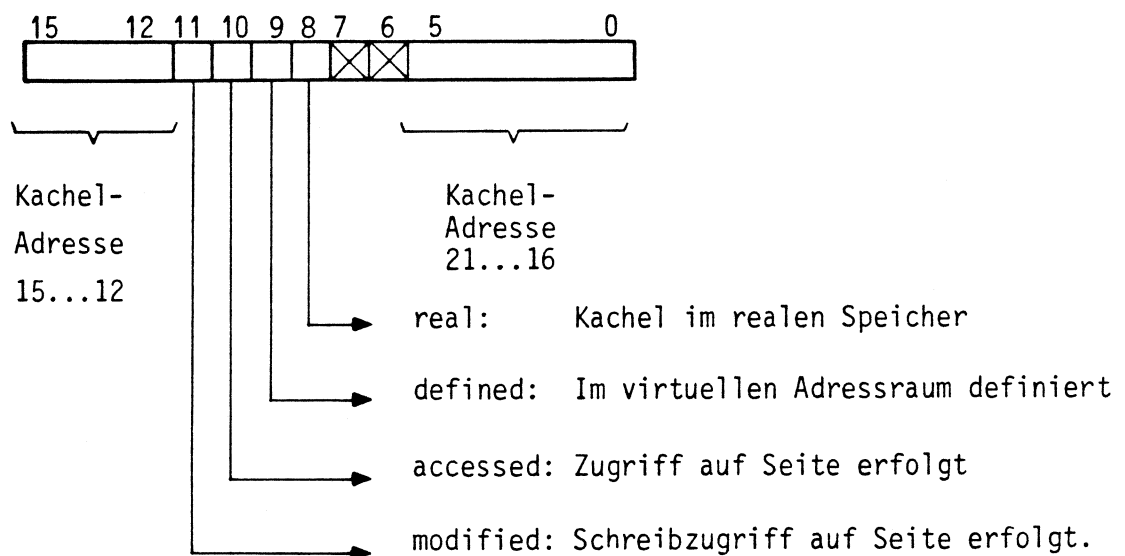 15 12 11 10 9 8 7 6 5 0
Kachel-
Adresse
15...12
Kachel-
Adresse
21...16
real: Kachel im realen Speicher
defined: Im virtuellen Adressraum definiert
accessed: Zugriff auf Seite erfolgt
modified: Schreibzugriff auf Seite erfolgt.